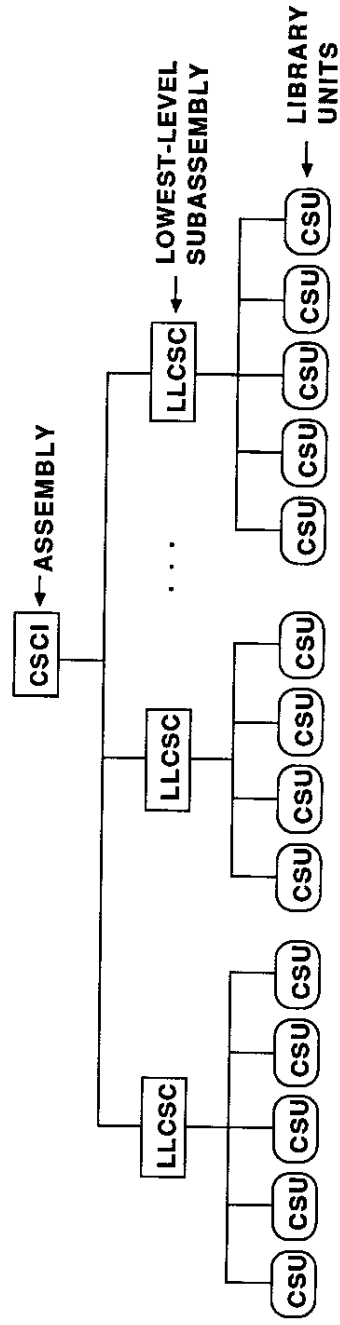 CSCI
ASSEMBLY
LLCSC
LLCSC
. . .
LLCSC
LOWEST-LEVEL
SUBASSEMBLY
CSU
CSU
CSU
CSU
CSU
CSU
CSU
CSU
CSU
CSU
CSU
CSU
CSU
CSU
LIBRARY
UNITS